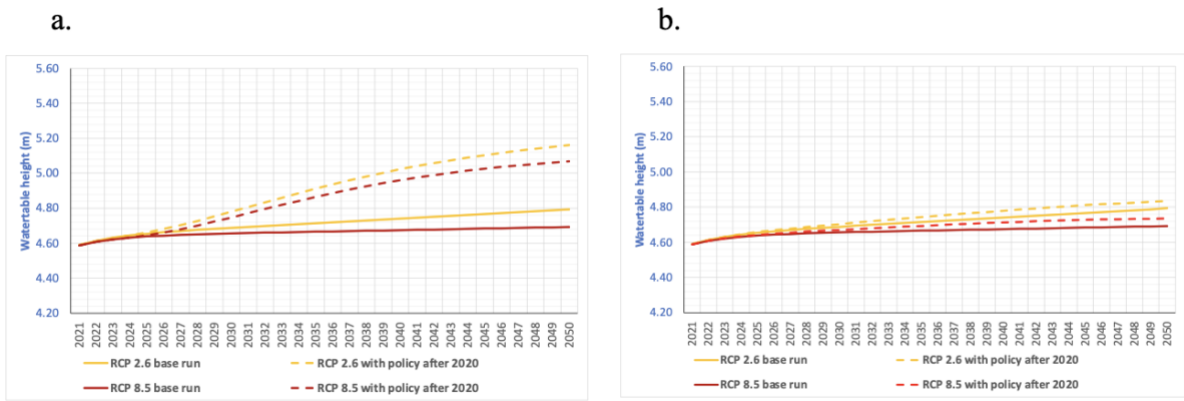 a.
5.60
5.40
5.20
5.00
4.80
4.60
4.40
4.20
Watertable height (m)
2021 2022 2023 2024 2025 2026 2027 2028 2029 2030 2031 2032 2033 2034 2035 2036 2037 2038 2039 2040 2041 2042 2043 2044 2045 2046 2047 2048 2049 2050
RCP 2.6 base run RCP 2.6 with policy after 2020
RCP 8.5 base run RCP 8.5 with policy after 2020
b.
5.60
5.40
5.20
5.00
4.80
4.60
4.40
4.20
Watertable height (m)
2021 2022 2023 2024 2025 2026 2027 2028 2029 2030 2031 2032 2033 2034 2035 2036 2037 2038 2039 2040 2041 2042 2043 2044 2045 2046 2047 2048 2049 2050
RCP 2.6 base run RCP 2.6 with policy after 2020
RCP 8.5 base run RCP 8.5 with policy after 2020